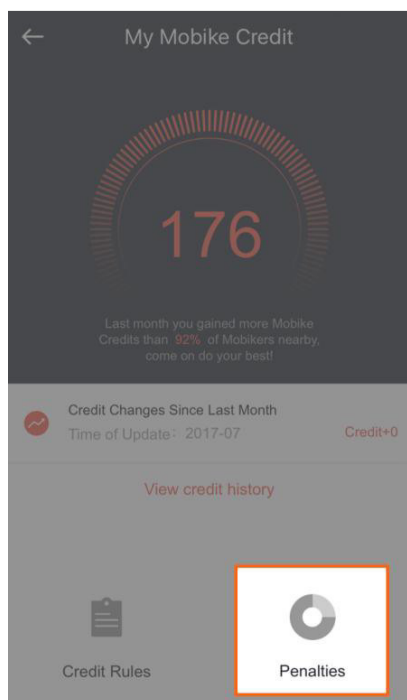 My Mobike Credit
176
Last month you gained more Mobike
Credits than 92% of Mobikers nearby,
come on do your best!
Credit Changes Since Last Month
Time of Update: 2017-07
Credit+0
View credit history
Credit Rules
Penalties